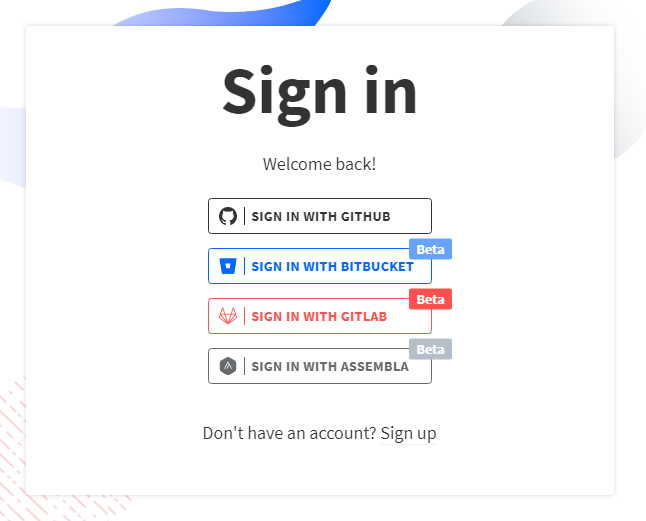 Sign in
Welcome back!
SIGN IN WITH GITHUB
Beta
SIGN IN WITH BITBUCKET
Beta
SIGN IN WITH GITLAB
Beta
SIGN IN WITH ASSEMBLA
Don't have an account? Sign up